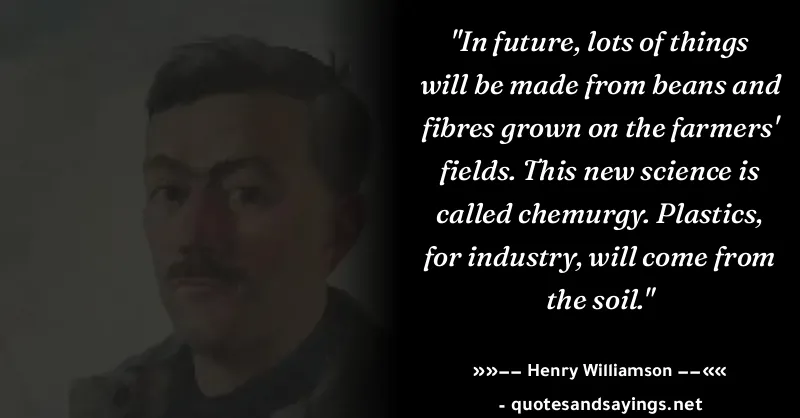 "In future, lots of things
will be made from beans and
fibres grown on the farmers'
fields. This new science is
called chemurgy. Plastics,
for industry, will come from
the soil."
»»–– Henry Williamson ––««
- quotesandsayings.net